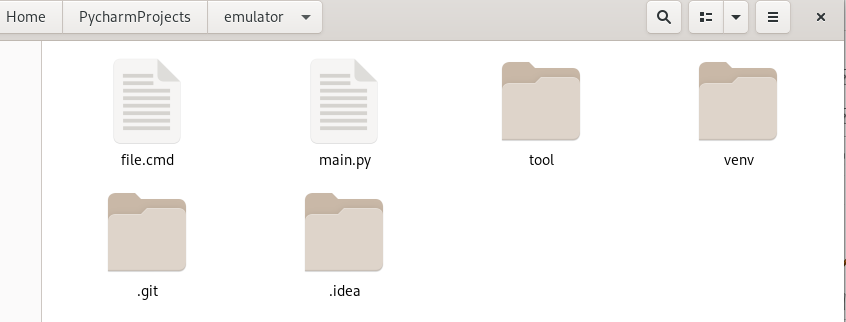 Home PycharmProjects emulator
file.cmd main.py tool venv
.git .idea